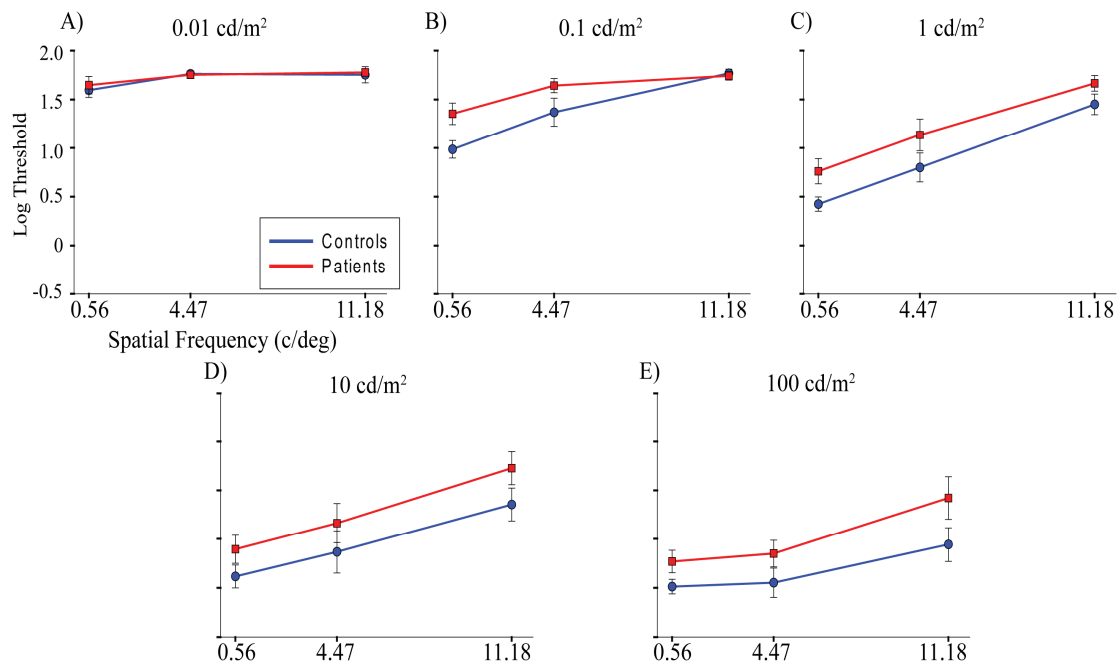 A)
0.01 cd/m²
B)
0.1 cd/m²
C)
1 cd/m²
Log Threshold
2.0
1.5
1.0
0.5
0
-0.5
Controls
Patients
0.56 4.47 11.18
0.56 4.47 11.18
0.56 4.47 11.18
Spatial Frequency (c/deg)
D)
10 cd/m²
E)
100 cd/m²
0.56 4.47 11.18
0.56 4.47 11.18